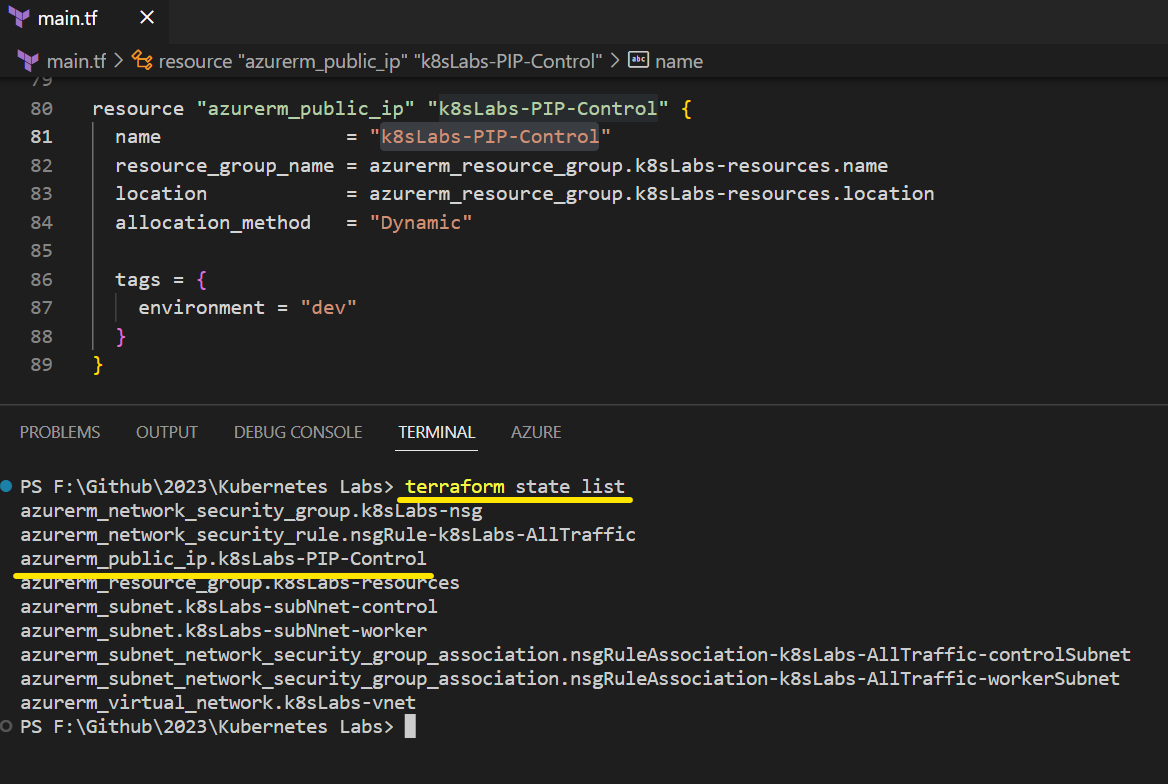 main.tf
main.tf > resource "azurerm_public_ip" "k8sLabs-PIP-Control" > abc name
79
80 resource "azurerm_public_ip" "k8sLabs-PIP-Control" {
81 name = "k8sLabs-PIP-Control"
82 resource_group_name = azurerm_resource_group.k8sLabs-resources.name
83 location = azurerm_resource_group.k8sLabs-resources.location
84 allocation_method = "Dynamic"
85
86 tags = {
87 environment = "dev"
88 }
89 }
PROBLEMS OUTPUT DEBUG CONSOLE TERMINAL AZURE
PS F:\Github\2023\Kubernetes Labs> terraform state list
azurerm_network_security_group.k8sLabs-nsg
azurerm_network_security_rule.nsgRule-k8sLabs-AllTraffic
azurerm_public_ip.k8sLabs-PIP-Control
azurerm_resource_group.k8sLabs-resources
azurerm_subnet.k8sLabs-subNnet-control
azurerm_subnet.k8sLabs-subNnet-worker
azurerm_subnet_network_security_group_association.nsgRuleAssociation-k8sLabs-AllTraffic-controlSubnet
azurerm_subnet_network_security_group_association.nsgRuleAssociation-k8sLabs-AllTraffic-workerSubnet
azurerm_virtual_network.k8sLabs-vnet
PS F:\Github\2023\Kubernetes Labs>